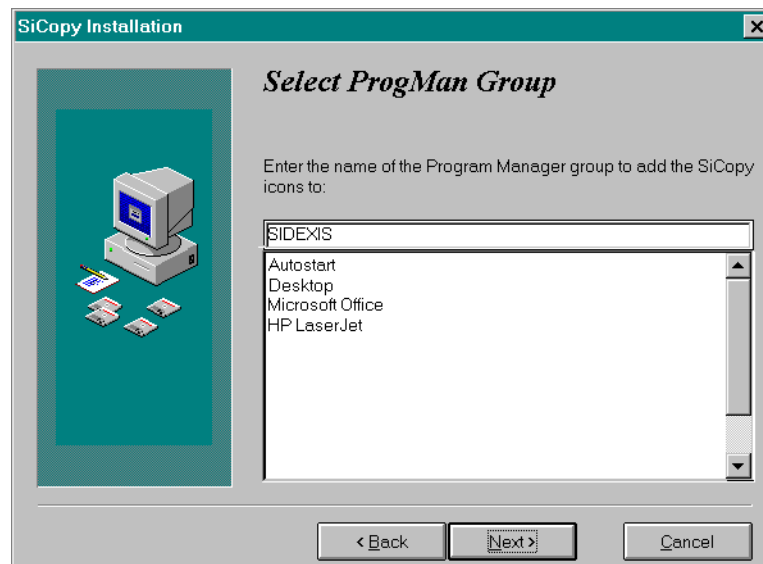 SiCopy Installation
Select ProgMan Group
Enter the name of the Program Manager group to add the SiCopy
icons to:
SIDEXIS
Autostart
Desktop
Microsoft Office
HP LaserJet
< Back
Next >
Cancel